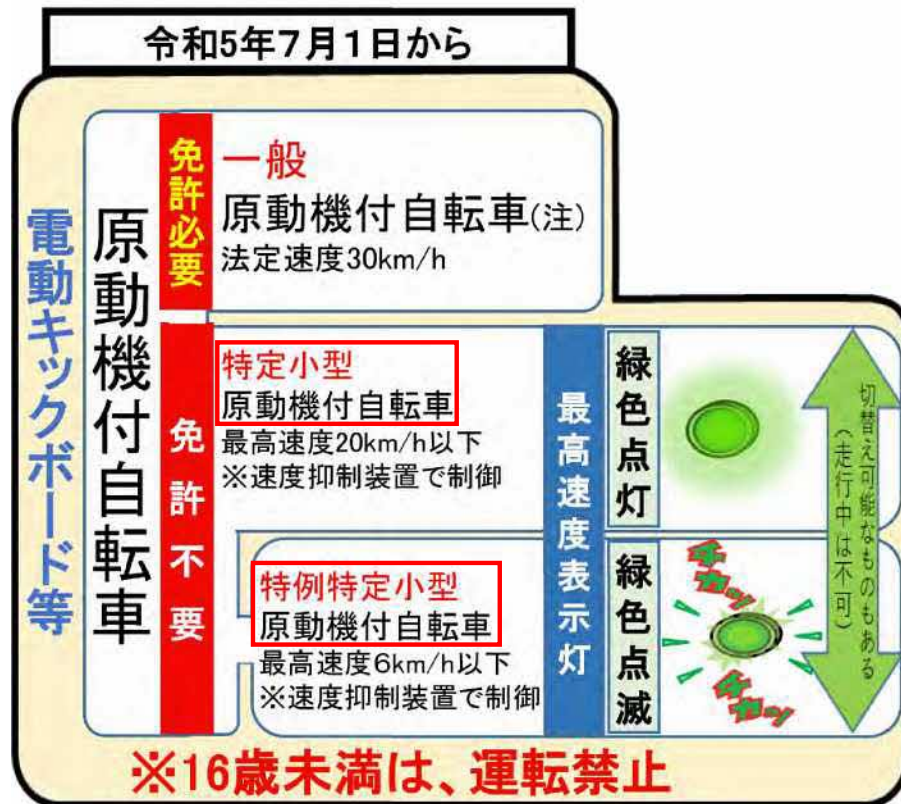 令和5年7月1日から
電動キックボード等
原動機付自転車
免許必要
一般
原動機付自転車(注)
法定速度30km/h
免許不要
特定小型
原動機付自転車
最高速度20km/h以下
※速度抑制装置で制御
特例特定小型
原動機付自転車
最高速度6km/h以下
※速度抑制装置で制御
最高速度表示灯
緑色点灯
緑色点滅
チカッ
チカッ
切替え可能なものもある
(走行中は不可)
※16歳未満は、運転禁止